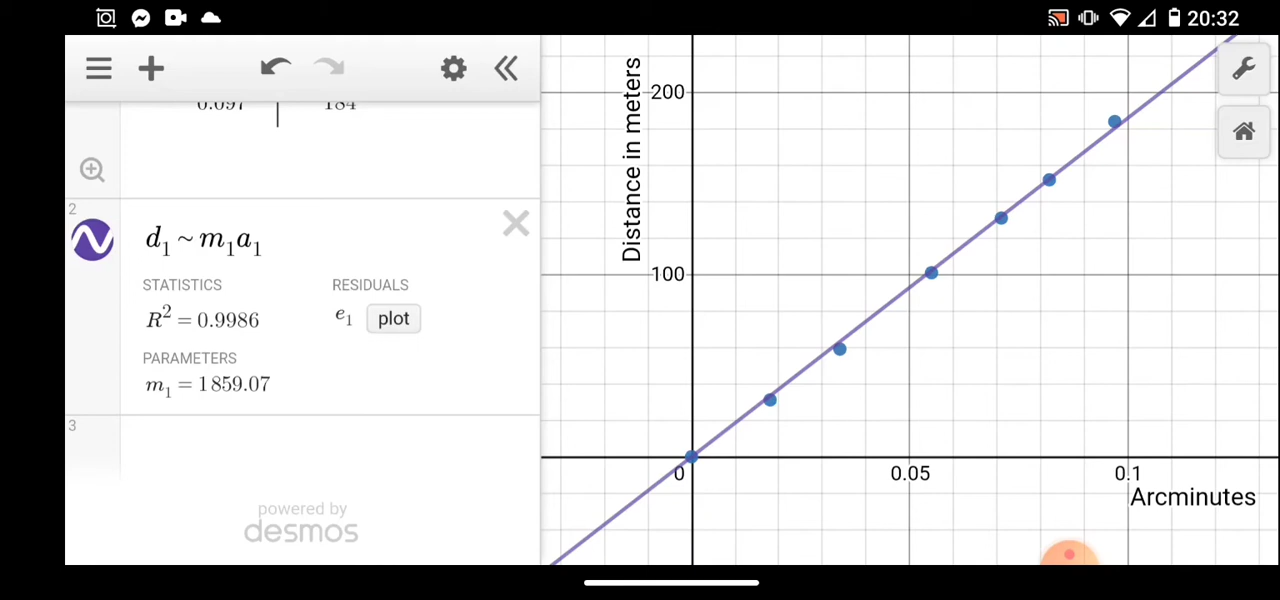 20:32
0.097 184
2
d₁ ~ m₁a₁
STATISTICS RESIDUALS
R² = 0.9986 e₁ plot
PARAMETERS
m₁ = 1859.07
3
powered by
desmos
Distance in meters
200
100
0 0.05 0.1
Arcminutes